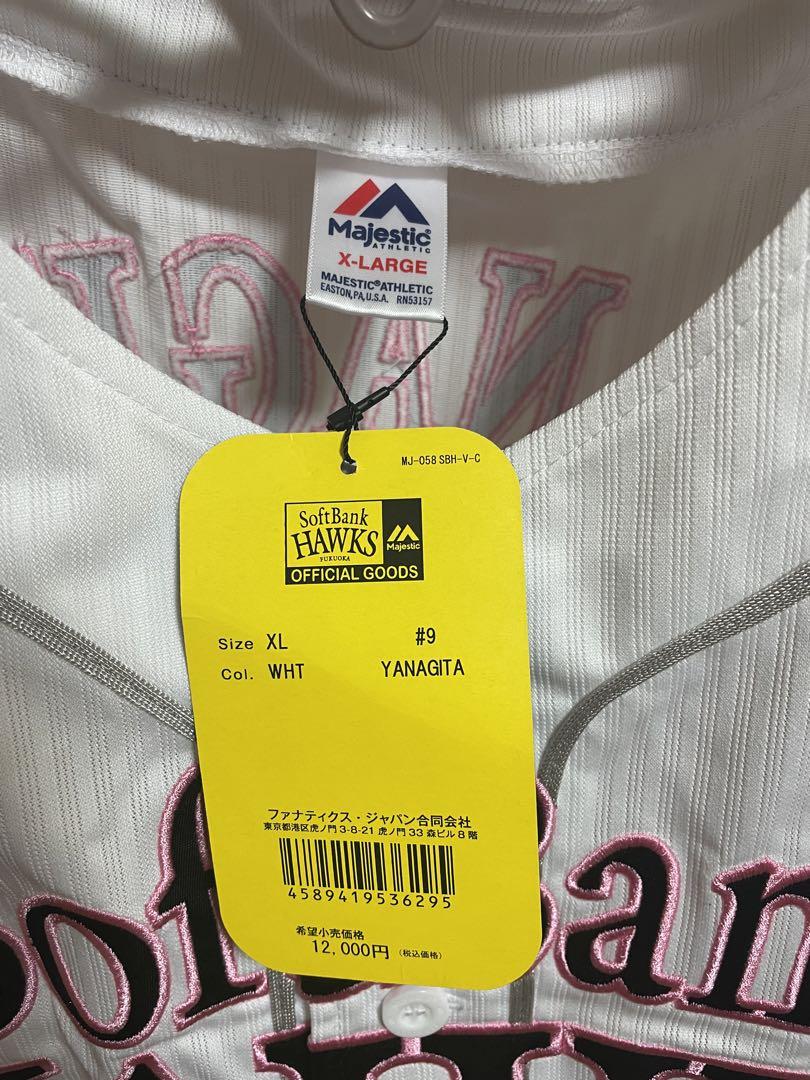 Majestic
ATHLETIC
X-LARGE
MAJESTIC® ATHLETIC
EASTON, PA, U.S.A. RN53157
NAGI
MJ-058 SBH-V-C
SoftBank
HAWKS
FUKUOKA
Majestic
OFFICIAL GOODS
Size XL #9
Col. WHT YANAGITA
ファナティクス・ジャパン合同会社
東京都港区虎ノ門 3-8-21 虎ノ門 33 森ビル 8 階
4589419536295
希望小売価格
12,000円 (税込価格)
oftBan